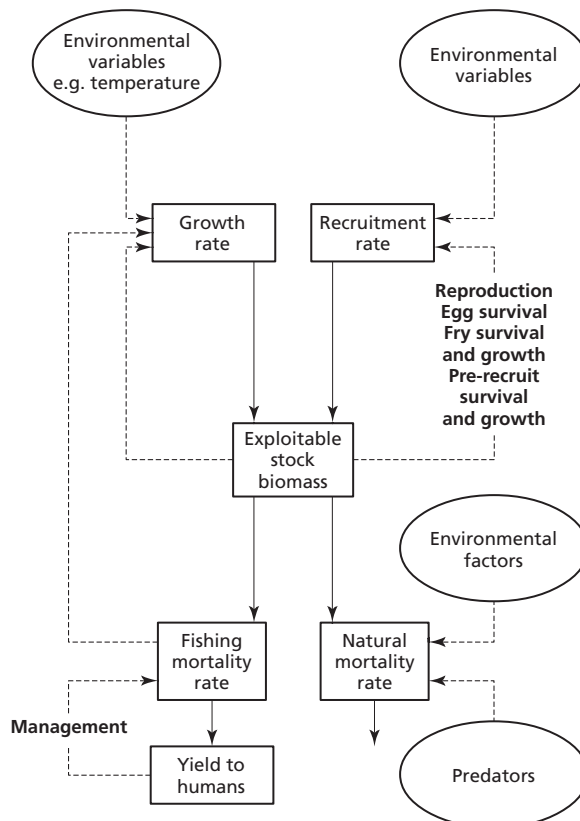 Environmental
variables
e.g. temperature
Environmental
variables
Growth
rate
Recruitment
rate
Reproduction
Egg survival
Fry survival
and growth
Pre-recruit
survival
and growth
Exploitable
stock
biomass
Environmental
factors
Fishing
mortality
rate
Natural
mortality
rate
Management
Yield to
humans
Predators